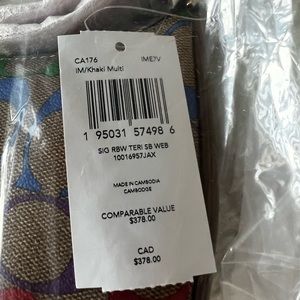 CA176 IME7V
IM/Khaki Multi
1 95031 57498 6
SIG RBW TERI SB WEB
10016957JAX
MADE IN CAMBODIA
CAMBODGE
COMPARABLE VALUE
$378.00
CAD
$378.00